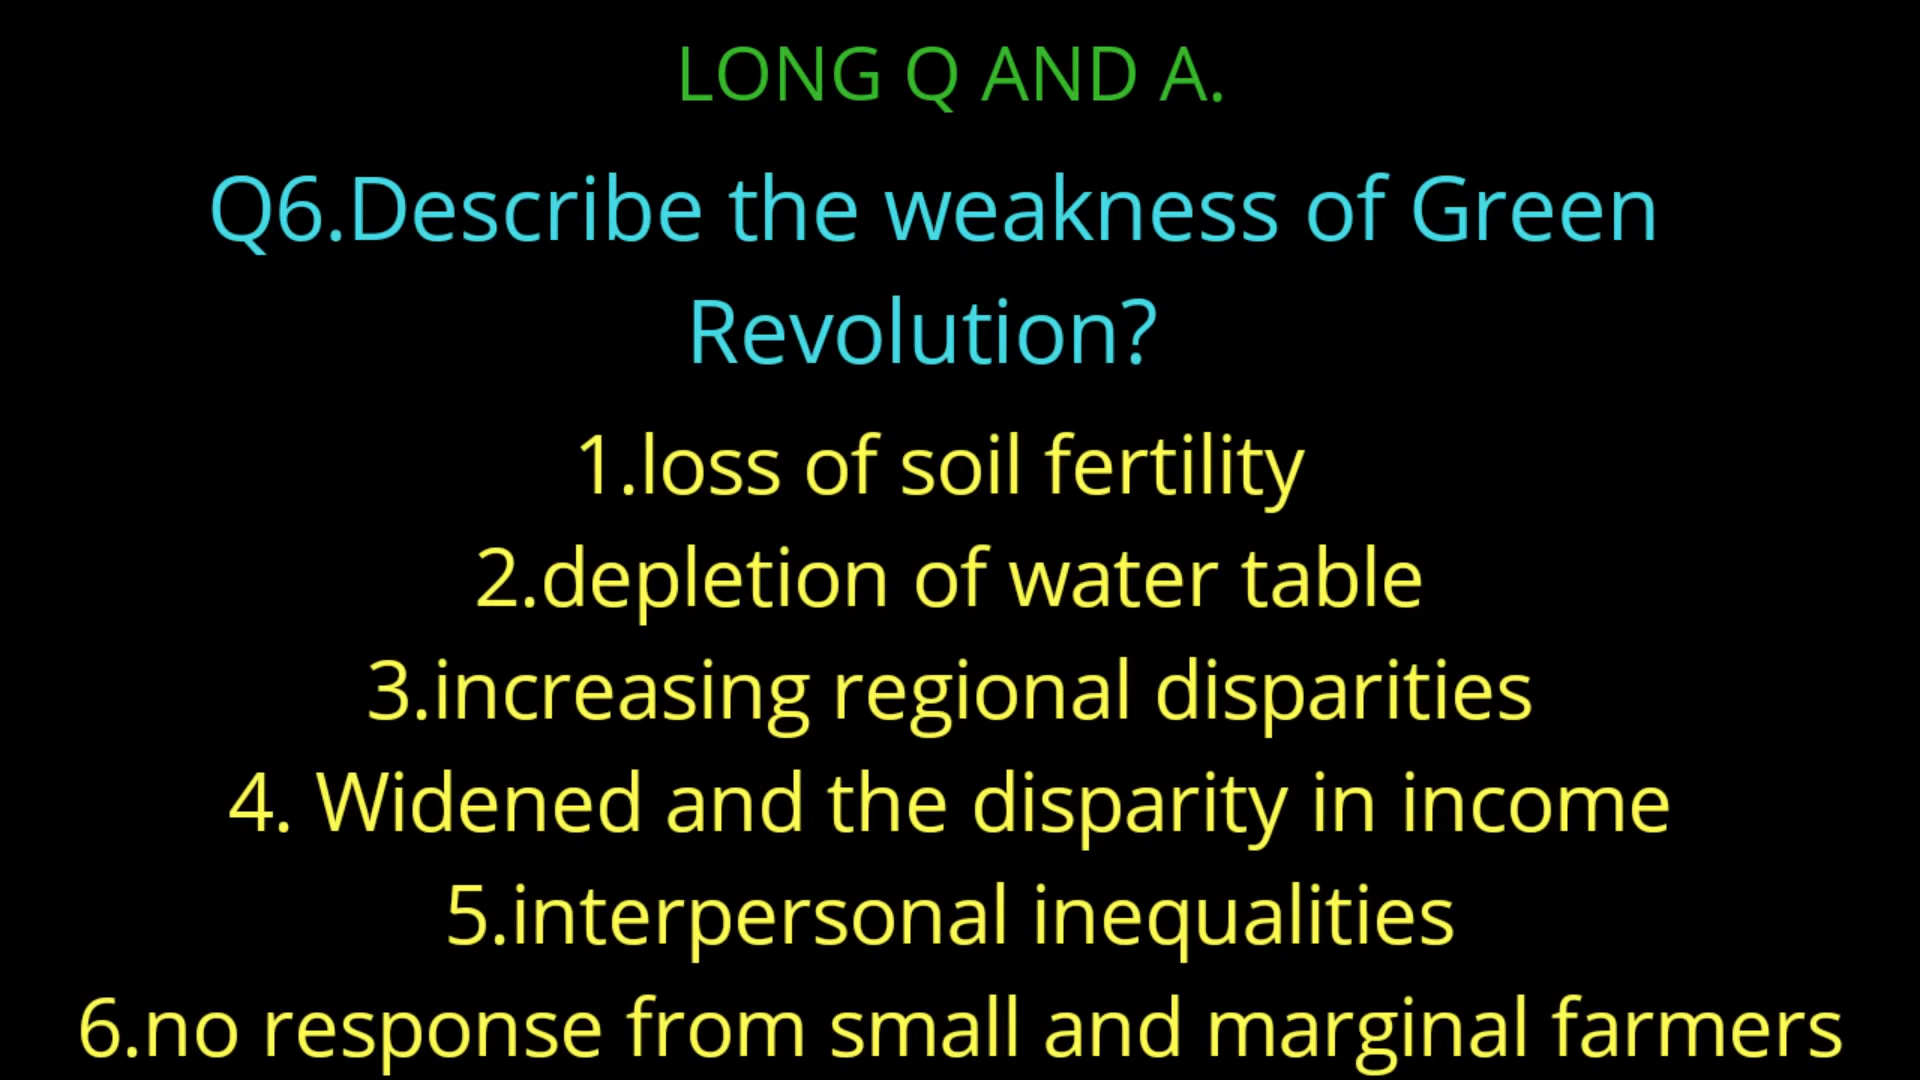 LONG Q AND A.
Q6.Describe the weakness of Green
Revolution?
1.loss of soil fertility
2.depletion of water table
3.increasing regional disparities
4. Widened and the disparity in income
5.interpersonal inequalities
6.no response from small and marginal farmers